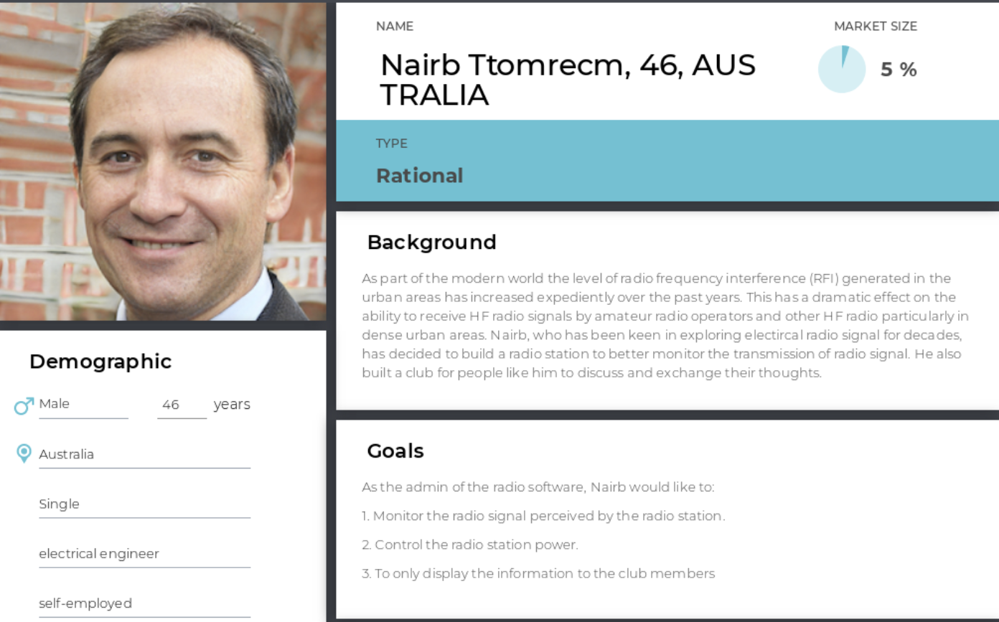 NAME
Nairb Ttomrecm, 46, AUS
TRALIA
MARKET SIZE
5 %
TYPE
Rational
Background
As part of the modern world the level of radio frequency interference (RFI) generated in the
urban areas has increased expediently over the past years. This has a dramatic effect on the
ability to receive HF radio signals by amateur radio operators and other HF radio particularly in
dense urban areas. Nairb, who has been keen in exploring electircal radio signal for decades,
has decided to build a radio station to better monitor the transmission of radio signal. He also
built a club for people like him to discuss and exchange their thoughts.
Demographic
Male
46 years
Australia
Single
electrical engineer
self-employed
Goals
As the admin of the radio software, Nairb would like to:
1. Monitor the radio signal perceived by the radio station.
2. Control the radio station power.
3. To only display the information to the club members